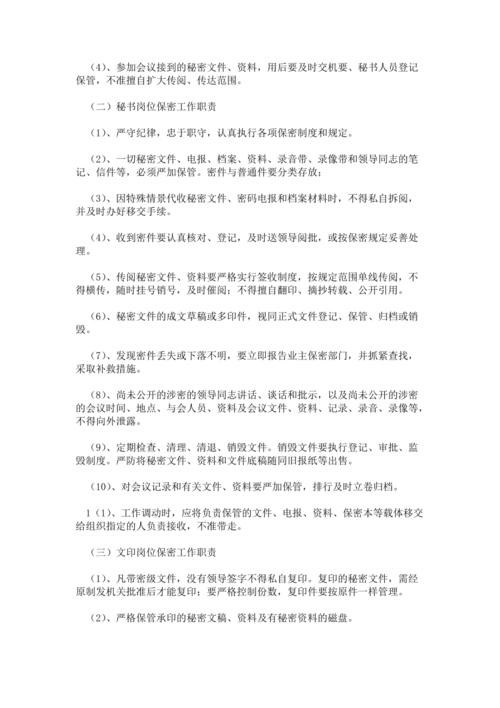 （4）、参加会议接到的秘密文件、资料，用后要及时交机要、秘书人员登记
保管，不准擅自扩大传阅、传达范围。
（二）秘书岗位保密工作职责
（1）、严守纪律，忠于职守，认真执行各项保密制度和规定。
（2）、一切秘密文件、电报、档案、资料、录音带、录像带和领导同志的笔
记、信件等，必须严加保管。密件与普通件要分类存放；
（3）、因特殊情景代收秘密文件、密码电报和档案材料时，不得私自拆阅，
并及时办好移交手续。
（4）、收到密件要认真核对、登记，及时送领导阅批，或按保密规定妥善处
理。
（5）、传阅秘密文件、资料要严格实行签收制度，按规定范围单线传阅，不
得横传，随时挂号销号，及时催阅；不得擅自翻印、摘抄转载、公开引用。
（6）、秘密文件的成文草稿或多印件，视同正式文件登记、保管、归档或销
毁。
（7）、发现密件丢失或下落不明，要立即报告业主保密部门，并抓紧查找，
采取补救措施。
（8）、尚未公开的涉密的领导同志讲话、谈话和批示，以及尚未公开的涉密
的会议时间、地点、与会人员、资料及会议文件、资料、记录、录音、录像等，
不得向外泄露。
（9）、定期检查、清理、清退、销毁文件。销毁文件要执行登记、审批、监
毁制度。严防将秘密文件、资料和文件底稿随同旧报纸等出售。
（10）、对会议记录和有关文件、资料要严加保管，排行及时立卷归档。
1（1）、工作调动时，应将负责保管的文件、电报、资料、保密本等载体移交
给组织指定的人负责接收，不准带走。
（三）文印岗位保密工作职责
（1）、凡带密级文件，没有领导签字不得私自复印。复印的秘密文件，需经
原制发机关批准后才能复印；要严格控制份数，复印件要按原件一样管理。
（2）、严格保管承印的秘密文稿、资料及有秘密资料的磁盘。